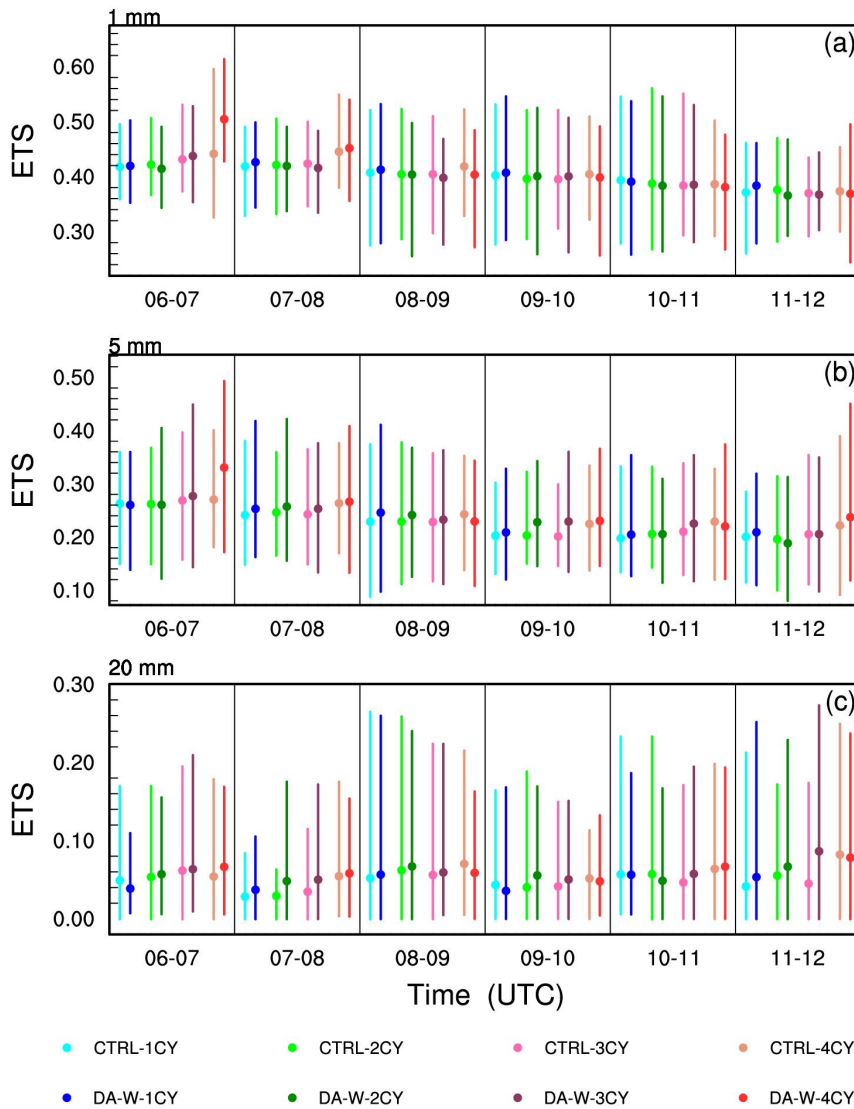 1 mm
(a)
0.60
0.50
0.40
0.30
ETS
06-07 07-08 08-09 09-10 10-11 11-12
5 mm
(b)
0.50
0.40
0.30
0.20
0.10
ETS
06-07 07-08 08-09 09-10 10-11 11-12
20 mm
(c)
0.30
0.20
0.10
0.00
ETS
06-07 07-08 08-09 09-10 10-11 11-12
Time (UTC)
CTRL-1CY CTRL-2CY CTRL-3CY CTRL-4CY
DA-W-1CY DA-W-2CY DA-W-3CY DA-W-4CY